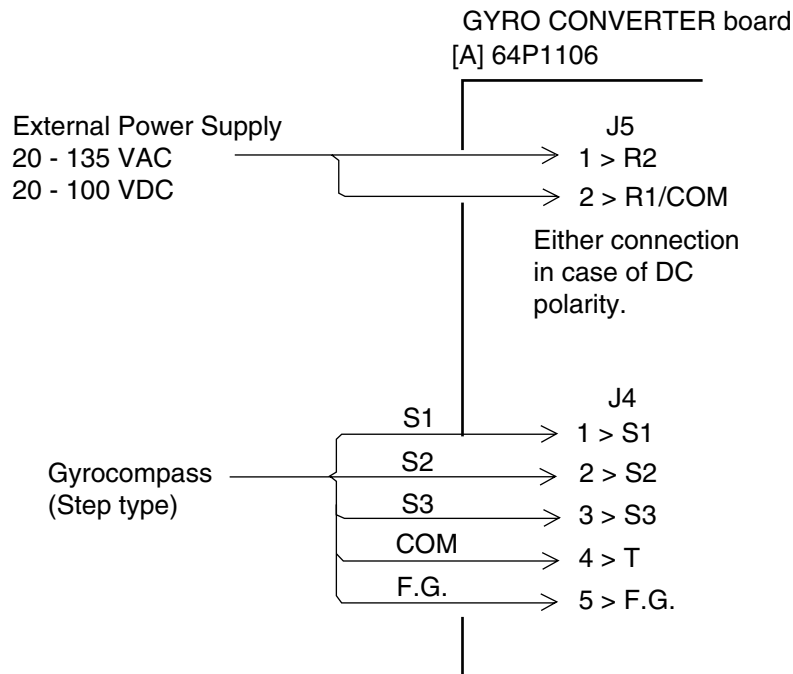 GYRO CONVERTER board
[A] 64P1106
External Power Supply
20 - 135 VAC
20 - 100 VDC
J5
1 > R2
2 > R1/COM
Either connection
in case of DC
polarity.
J4
S1
1 > S1
S2
2 > S2
Gyrocompass
(Step type)
S3
3 > S3
COM
4 > T
F.G.
5 > F.G.